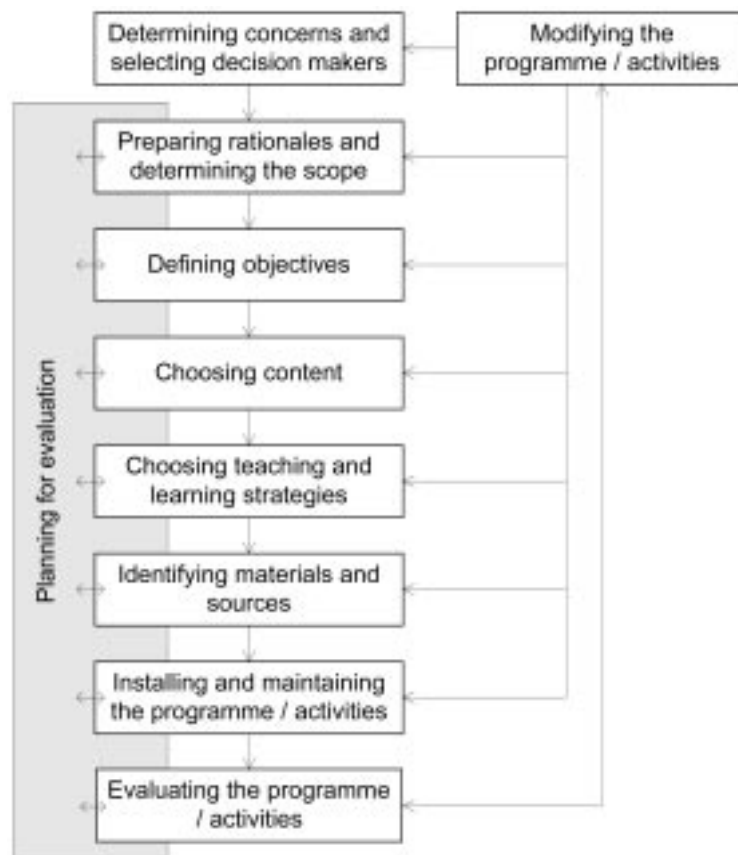 Determining concerns and
selecting decision makers
Modifying the
programme / activities
Preparing rationales and
determining the scope
Defining objectives
Choosing content
Choosing teaching and
learning strategies
Identifying materials and
sources
Installing and maintaining
the programme / activities
Evaluating the programme
/ activities
Planning for evaluation